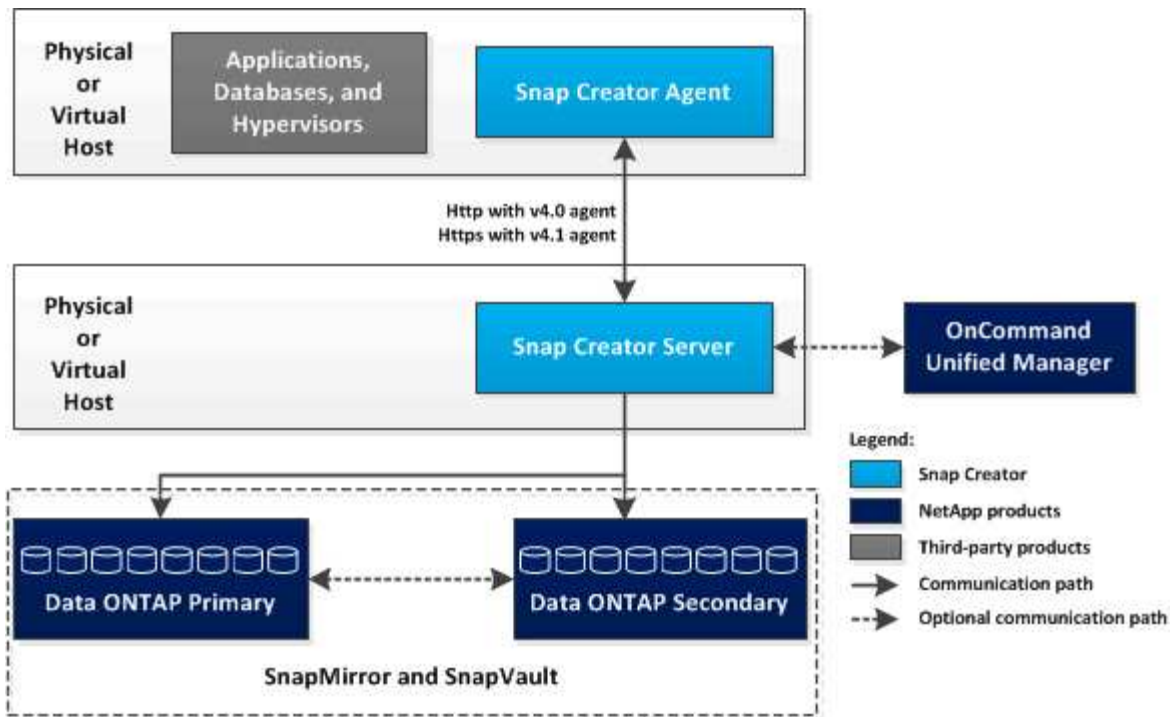 Physical
or
Virtual
Host
Applications,
Databases, and
Hypervisors
Snap Creator Agent
Http with v4.0 agent
Https with v4.1 agent
Physical
or
Virtual
Host
Snap Creator Server
OnCommand
Unified Manager
Legend:
Snap Creator
NetApp products
Third-party products
Communication path
Optional communication path
Data ONTAP Primary
Data ONTAP Secondary
SnapMirror and SnapVault